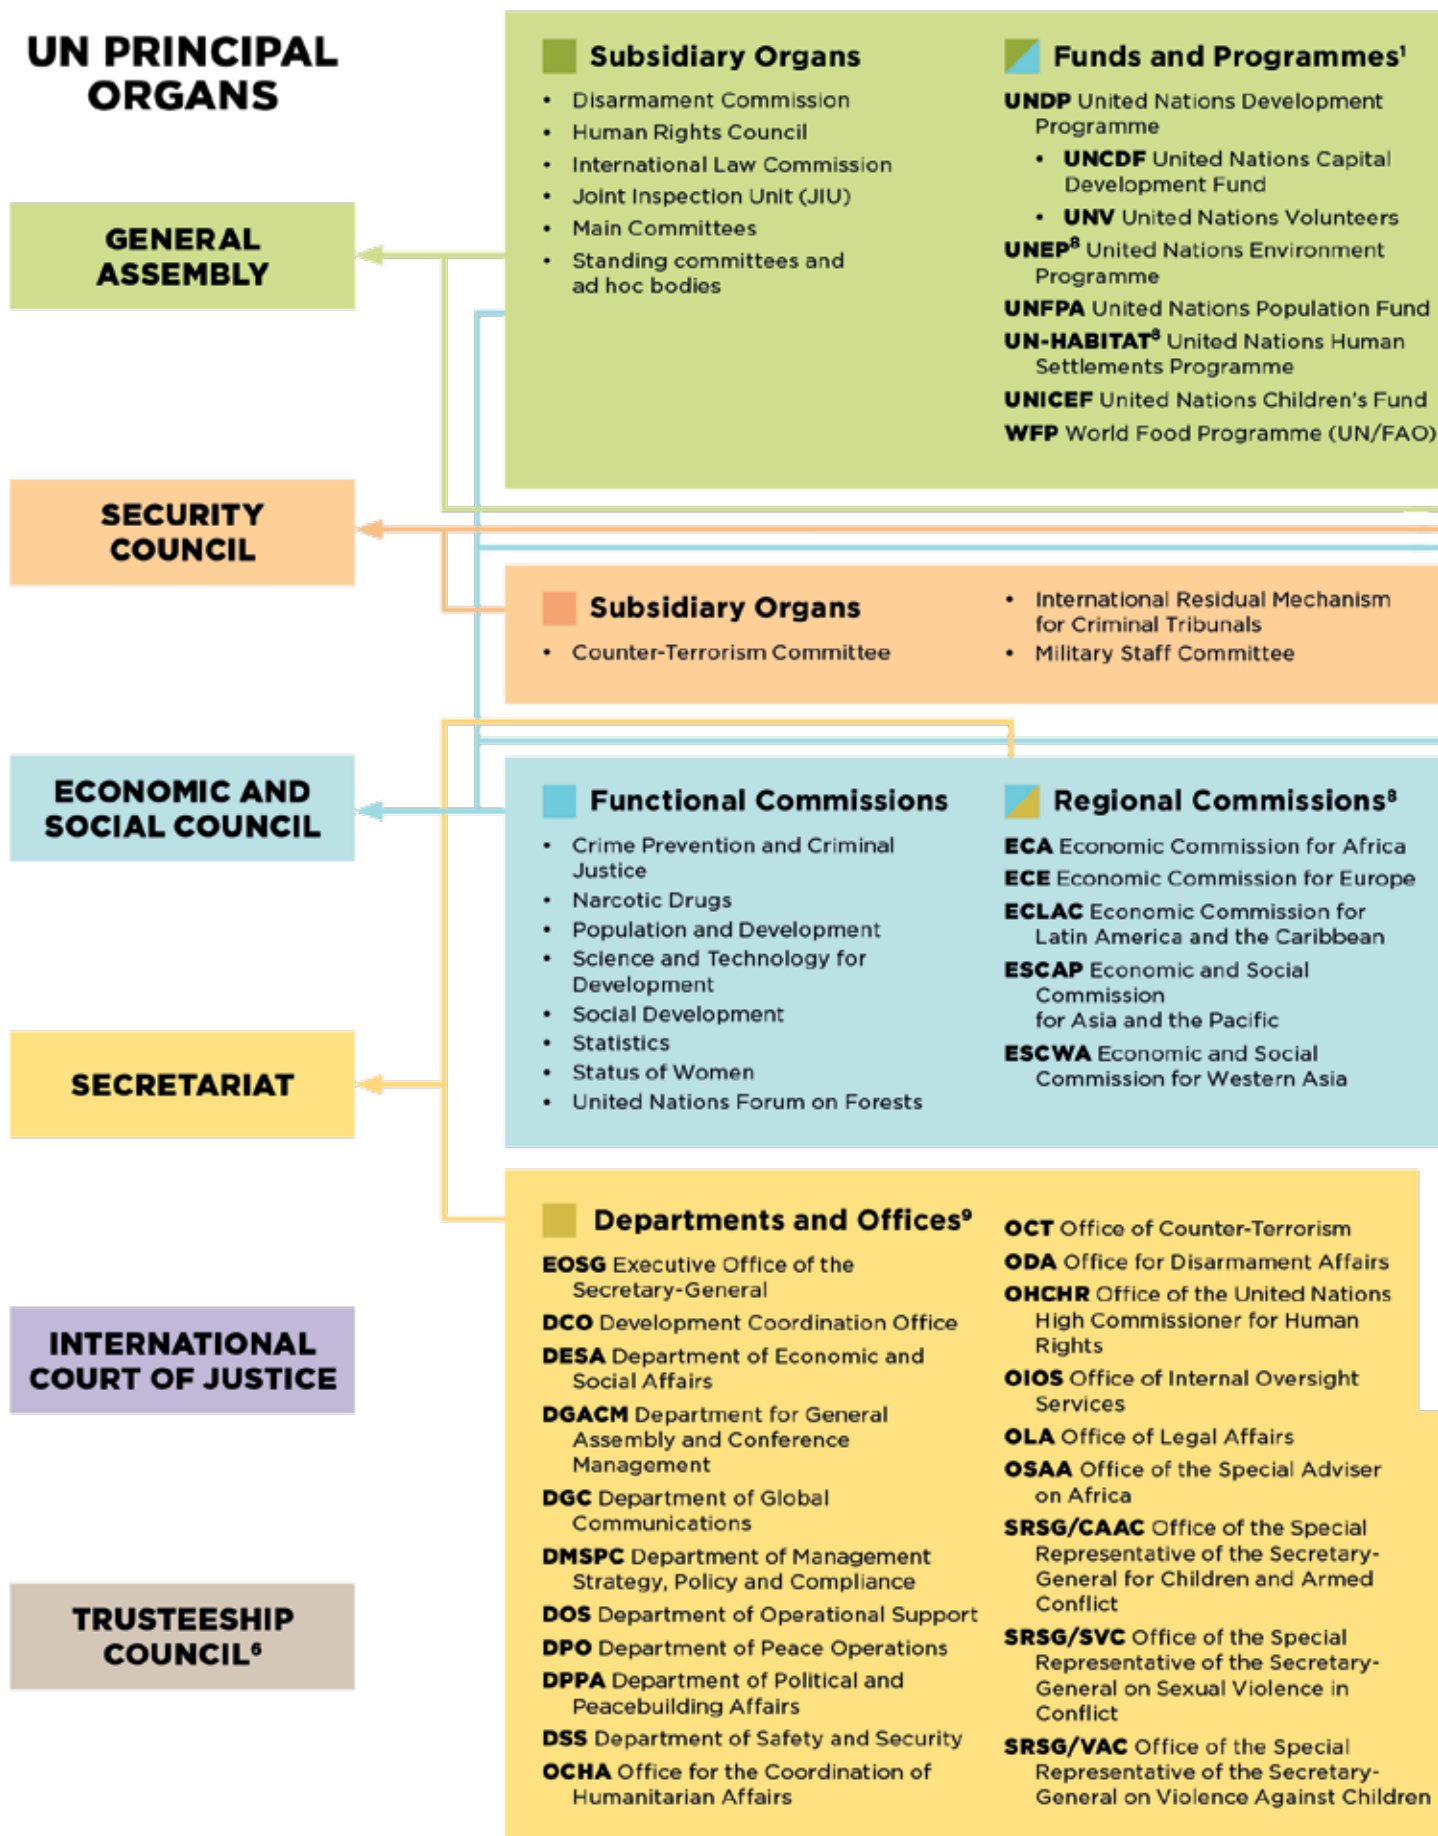 UN PRINCIPAL
ORGANS
GENERAL
ASSEMBLY
SECURITY
COUNCIL
ECONOMIC AND
SOCIAL COUNCIL
SECRETARIAT
INTERNATIONAL
COURT OF JUSTICE
TRUSTEESHIP
COUNCIL⁶
Subsidiary Organs
• Disarmament Commission
• Human Rights Council
• International Law Commission
• Joint Inspection Unit (JIU)
• Main Committees
• Standing committees and
ad hoc bodies
Funds and Programmes¹
UNDP United Nations Development
Programme
• UNCDF United Nations Capital
Development Fund
• UNV United Nations Volunteers
UNEP⁸ United Nations Environment
Programme
UNFPA United Nations Population Fund
UN-HABITAT⁸ United Nations Human
Settlements Programme
UNICEF United Nations Children's Fund
WFP World Food Programme (UN/FAO)
Subsidiary Organs
• Counter-Terrorism Committee
• International Residual Mechanism
for Criminal Tribunals
• Military Staff Committee
Functional Commissions
• Crime Prevention and Criminal
Justice
• Narcotic Drugs
• Population and Development
• Science and Technology for
Development
• Social Development
• Statistics
• Status of Women
• United Nations Forum on Forests
Regional Commissions⁸
ECA Economic Commission for Africa
ECE Economic Commission for Europe
ECLAC Economic Commission for
Latin America and the Caribbean
ESCAP Economic and Social
Commission
for Asia and the Pacific
ESCWA Economic and Social
Commission for Western Asia
Departments and Offices⁹
EOSG Executive Office of the
Secretary-General
DCO Development Coordination Office
DESA Department of Economic and
Social Affairs
DGACM Department for General
Assembly and Conference
Management
DGC Department of Global
Communications
DMSPC Department of Management
Strategy, Policy and Compliance
DOS Department of Operational Support
DPO Department of Peace Operations
DPPA Department of Political and
Peacebuilding Affairs
DSS Department of Safety and Security
OCHA Office for the Coordination of
Humanitarian Affairs
OCT Office of Counter-Terrorism
ODA Office for Disarmament Affairs
OHCHR Office of the United Nations
High Commissioner for Human
Rights
OIOS Office of Internal Oversight
Services
OLA Office of Legal Affairs
OSAA Office of the Special Adviser
on Africa
SRSG/CAAC Office of the Special
Representative of the Secretary-
General for Children and Armed
Conflict
SRSG/SVC Office of the Special
Representative of the Secretary-
General on Sexual Violence in
Conflict
SRSG/VAC Office of the Special
Representative of the Secretary-
General on Violence Against Children